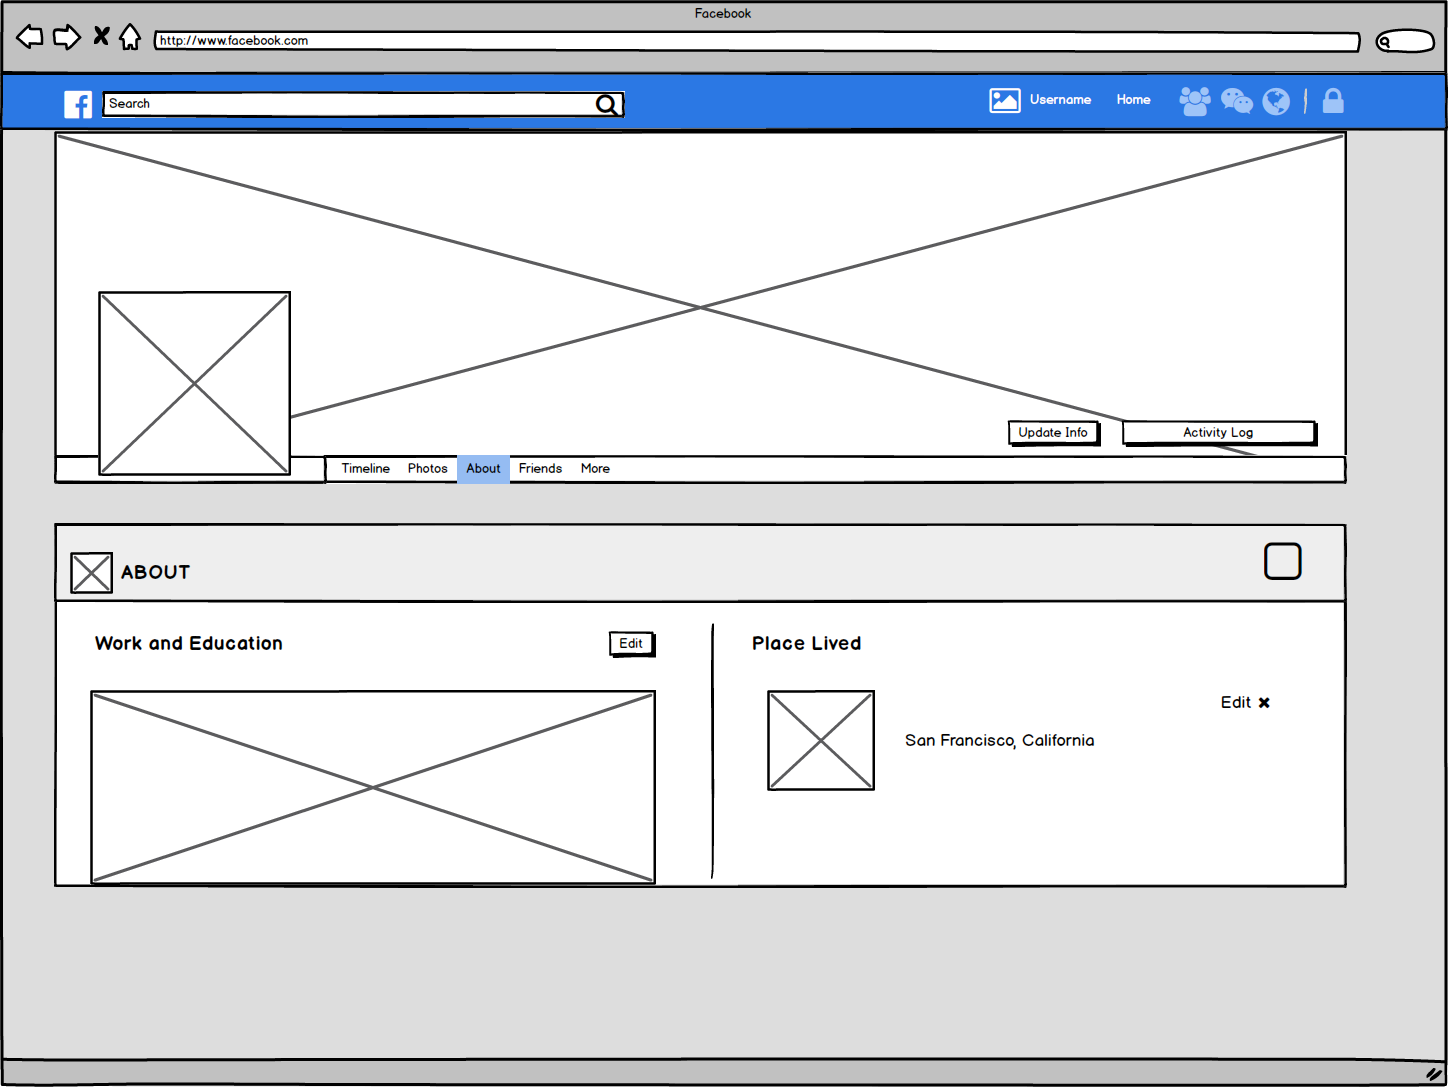 Facebook
http://www.facebook.com
Search
Username Home
Update Info Activity Log
Timeline Photos About Friends More
ABOUT
Work and Education Edit
Place Lived
Edit
San Francisco, California